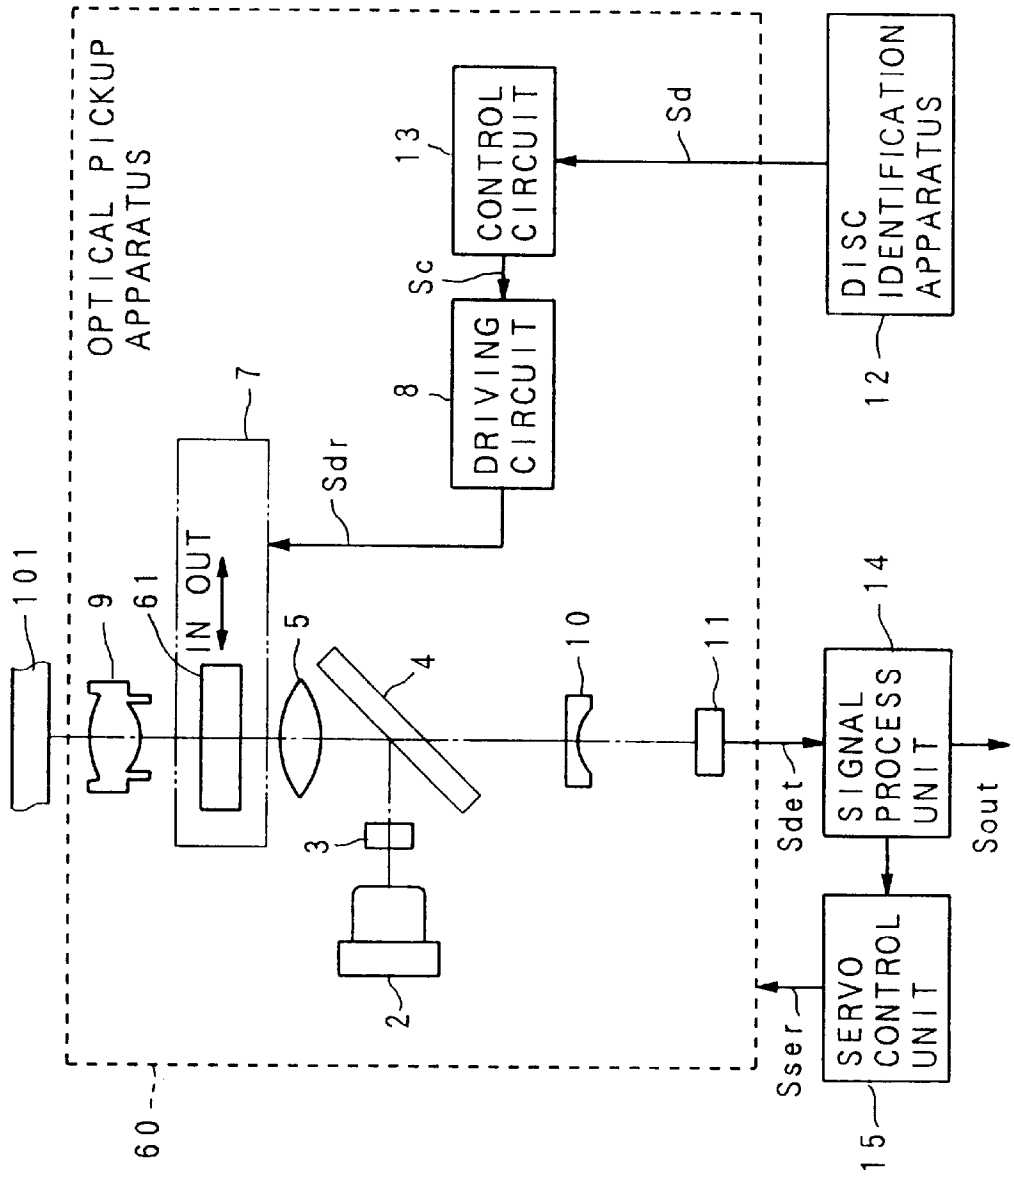 OPTICAL PICKUP
APPARATUS
13
CONTROL
CIRCUIT
Sd
DISC
IDENTIFICATION
APPARATUS
12
Sc
8
DRIVING
CIRCUIT
Sdr
7
IN OUT
101
9
61
5
4
10
11
3
2
60
Sdet
14
SIGNAL
PROCESS
UNIT
Sout
SERVO
CONTROL
UNIT
15
Sser